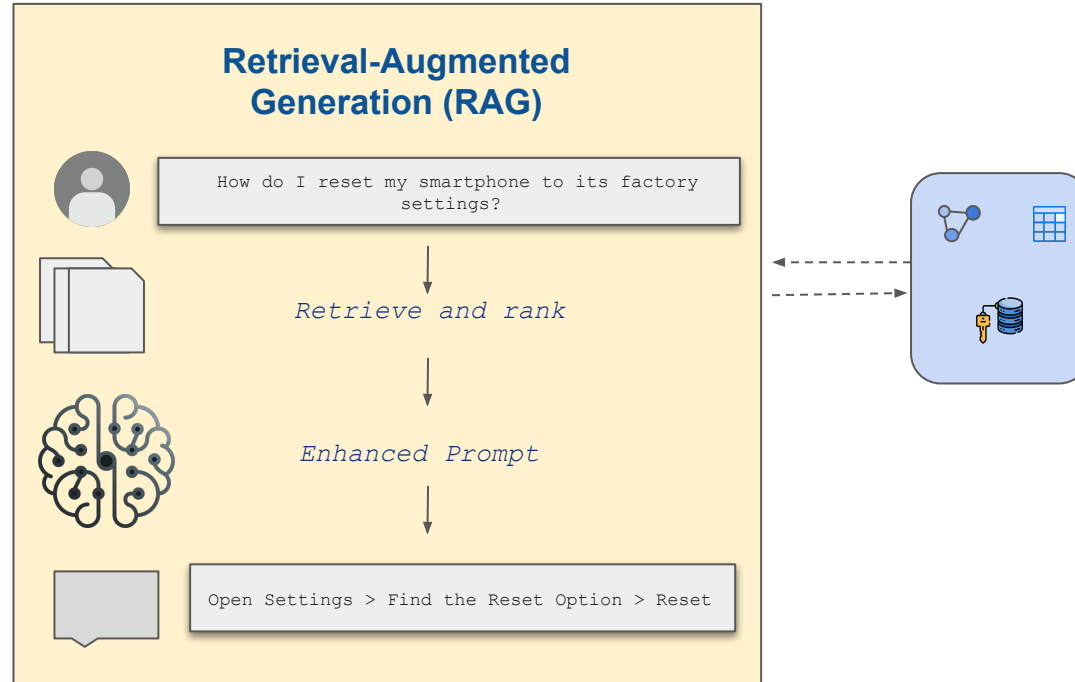 Retrieval-Augmented
Generation (RAG)
How do I reset my smartphone to its factory
settings?
Retrieve and rank
Enhanced Prompt
Open Settings > Find the Reset Option > Reset